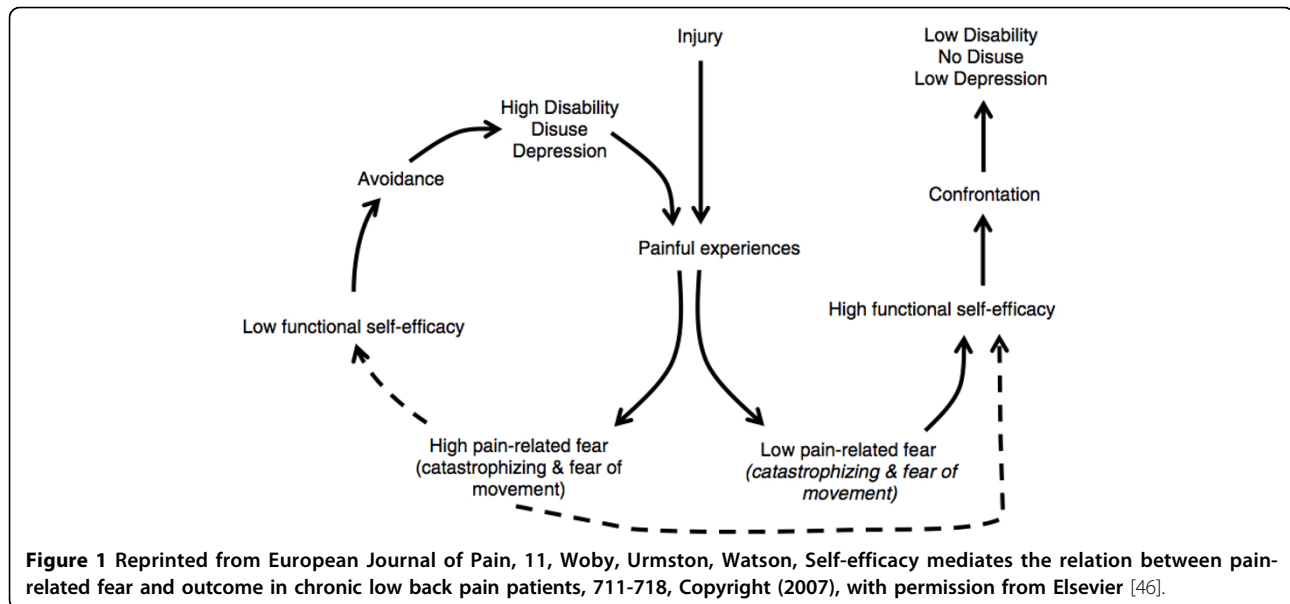 Injury
Low Disability
No Disuse
Low Depression
High Disability
Disuse
Depression
Avoidance
Confrontation
Painful experiences
High functional self-efficacy
Low functional self-efficacy
High pain-related fear
(catastrophizing & fear of
movement)
Low pain-related fear
(catastrophizing & fear of
movement)
Figure 1 Reprinted from European Journal of Pain, 11, Woby, Urmston, Watson, Self-efficacy mediates the relation between pain-
related fear and outcome in chronic low back pain patients, 711-718, Copyright (2007), with permission from Elsevier [46].